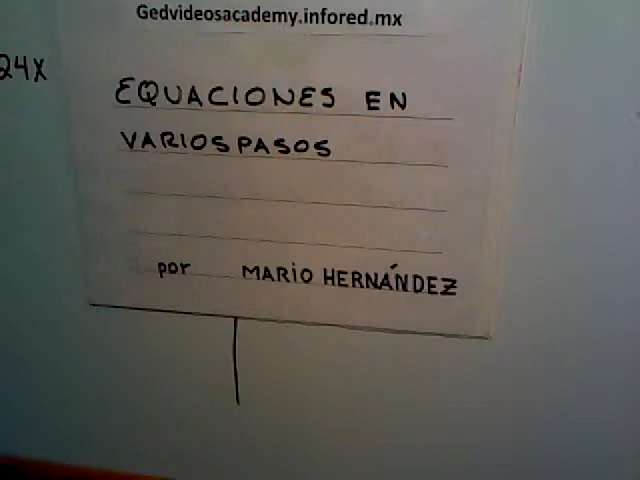 Gedvideosacademy.infored.mx
24X
EQUACIONES EN
VARIOSPASOS
por MARIO HERNÁNDEZ